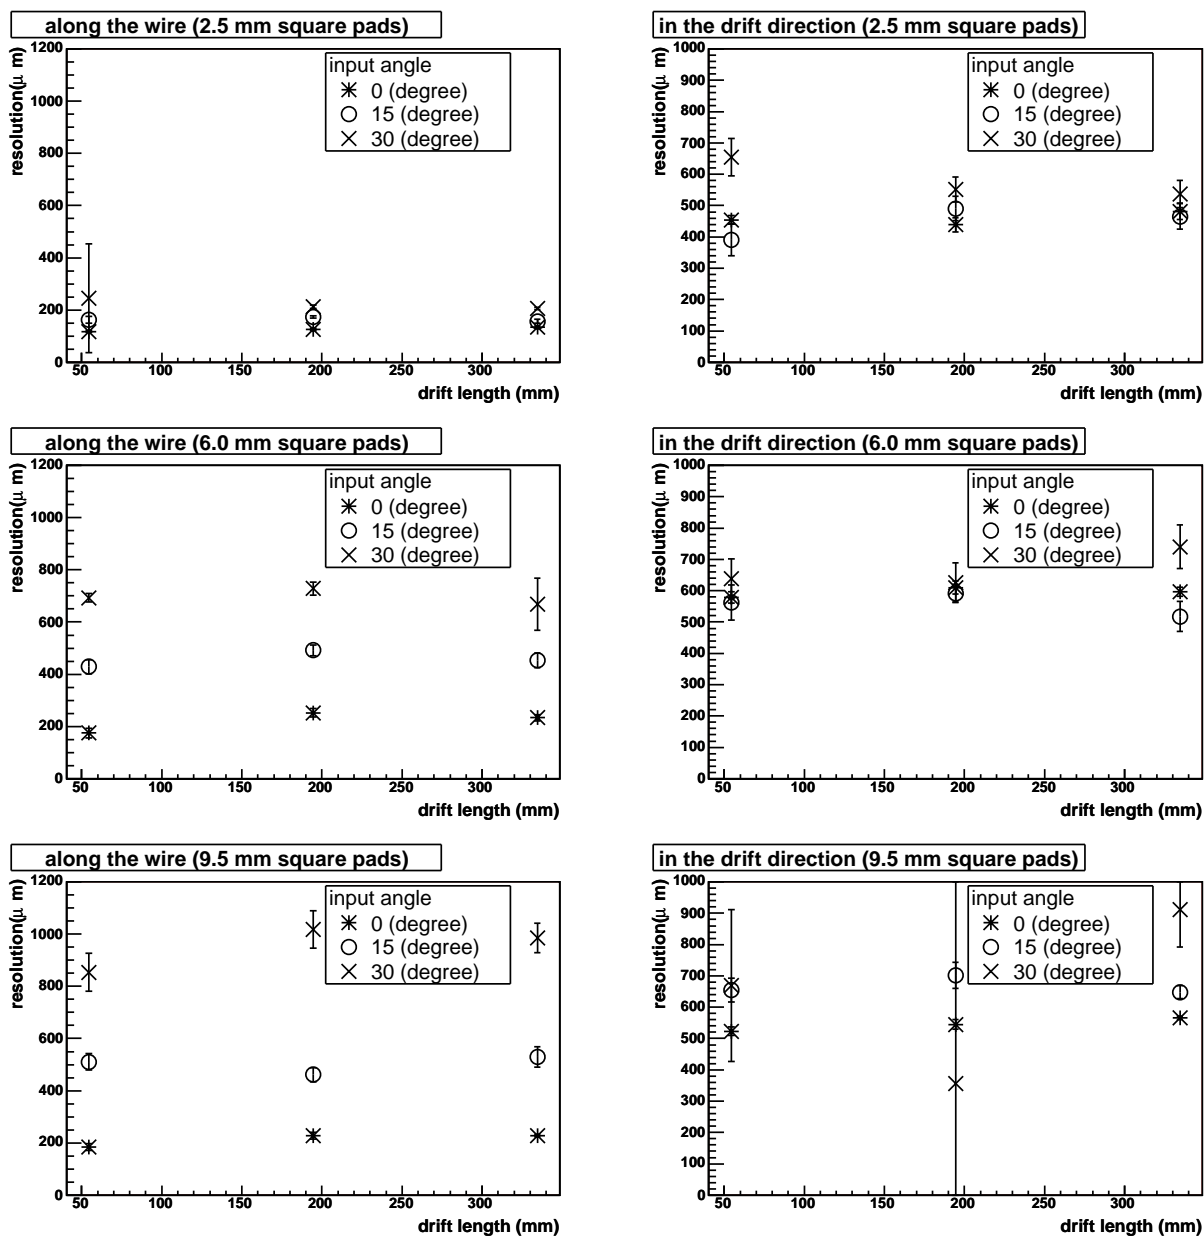 along the wire (2.5 mm square pads)
resolution(μ m)
1200
1000
800
600
400
200
0
input angle
0 (degree)
15 (degree)
30 (degree)
50 100 150 200 250 300
drift length (mm)
in the drift direction (2.5 mm square pads)
resolution(μ m)
1000
900
800
700
600
500
400
300
200
100
0
input angle
0 (degree)
15 (degree)
30 (degree)
50 100 150 200 250 300
drift length (mm)
along the wire (6.0 mm square pads)
resolution(μ m)
1200
1000
800
600
400
200
0
input angle
0 (degree)
15 (degree)
30 (degree)
50 100 150 200 250 300
drift length (mm)
in the drift direction (6.0 mm square pads)
resolution(μ m)
1000
900
800
700
600
500
400
300
200
100
0
input angle
0 (degree)
15 (degree)
30 (degree)
50 100 150 200 250 300
drift length (mm)
along the wire (9.5 mm square pads)
resolution(μ m)
1200
1000
800
600
400
200
0
input angle
0 (degree)
15 (degree)
30 (degree)
50 100 150 200 250 300
drift length (mm)
in the drift direction (9.5 mm square pads)
resolution(μ m)
1000
900
800
700
600
500
400
300
200
100
0
input angle
0 (degree)
15 (degree)
30 (degree)
50 100 150 200 250 300
drift length (mm)